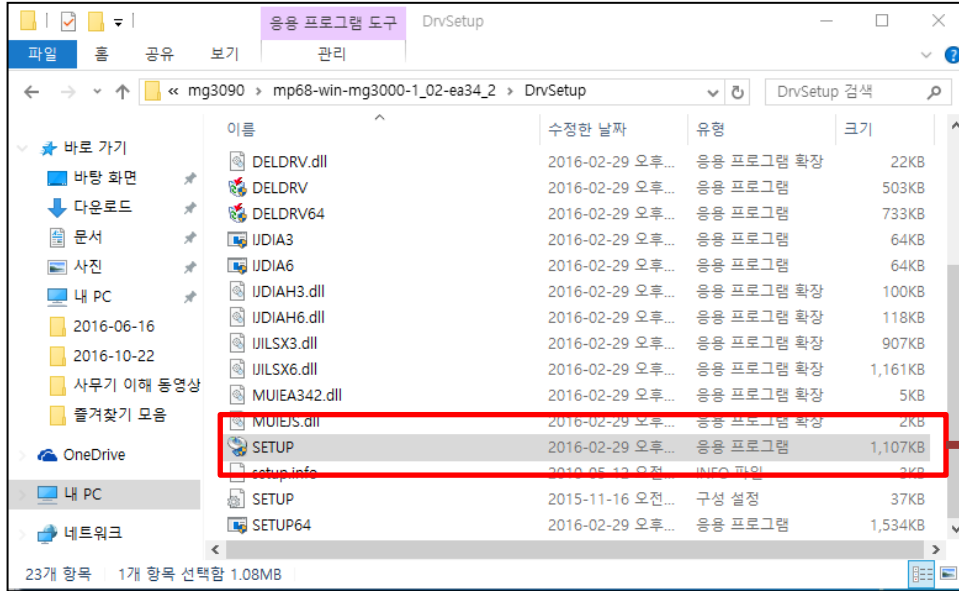 응용 프로그램 도구 DrvSetup
파일 홈 공유 보기 관리
« mg3090 > mp68-win-mg3000-1_02-ea34_2 > DrvSetup DrvSetup 검색
이름 수정한 날짜 유형 크기
바로 가기
바탕 화면
다운로드
문서
사진
내 PC
2016-06-16
2016-10-22
사무기 이해 동영상
즐겨찾기 모음
OneDrive
내 PC
네트워크
DELDRV.dll 2016-02-29 오후... 응용 프로그램 확장 22KB
DELDRV 2016-02-29 오후... 응용 프로그램 503KB
DELDRV64 2016-02-29 오후... 응용 프로그램 733KB
IJDIA3 2016-02-29 오후... 응용 프로그램 64KB
IJDIA6 2016-02-29 오후... 응용 프로그램 64KB
IJDIAH3.dll 2016-02-29 오후... 응용 프로그램 확장 100KB
IJDIAH6.dll 2016-02-29 오후... 응용 프로그램 확장 118KB
IJILSX3.dll 2016-02-29 오후... 응용 프로그램 확장 907KB
IJILSX6.dll 2016-02-29 오후... 응용 프로그램 확장 1,161KB
MUIEA342.dll 2016-02-29 오후... 응용 프로그램 확장 5KB
MUIEJS.dll 2016-02-29 오후... 응용 프로그램 확장 2KB
SETUP 2016-02-29 오후... 응용 프로그램 1,107KB
setup.info 오전... INFO 파일 3KB
SETUP 2015-11-16 오전... 구성 설정 37KB
SETUP64 2016-02-29 오후... 응용 프로그램 1,534KB
23개 항목 1개 항목 선택함 1.08MB